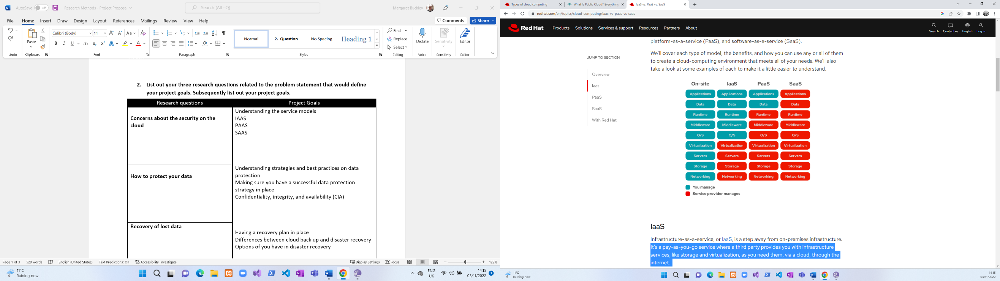 AutoSave Off Research Methods - Project Proposal Search (Alt+Q) Margaret Buckley
File Home Insert Draw Design Layout References Mailings Review View Help Comments Share
Calibri (Body) 11 Aa
Paste
B I U ab x₂ x² A A
Normal 2. Question No Spacing Heading 1
Find
Replace
Select
Dictate Sensitivity Editor
Undo Clipboard Font Paragraph Styles Editing Voice Sensitivity Editor
2. List out your three research questions related to the problem statement that would define
your project goals. Subsequently list out your project goals.
Research questions Project Goals
Concerns about the security on the
cloud
Understanding the service models
IAAS
PAAS
SAAS
How to protect your data
Understanding strategies and best practices on data
protection
Making sure you have a successful data protection
strategy in place
Confidentiality, integrity, and availability (CIA)
Recovery of lost data
Having a recovery plan in place
Differences between cloud back up and disaster recovery
Options of you have in disaster recovery
Page 1 of 3 528 words English (United States) Text Predictions: On Accessibility: Investigate Display Settings Focus 122%
11°C
Raining now
ENG
UK
14:15
03/11/2022
1
Types of cloud computing What Is Public Cloud? Everything IaaS vs. PaaS vs. SaaS
redhat.com/en/topics/cloud-computing/iaas-vs-paas-vs-saas
Red Hat Products Solutions Services & support Resources Partners About Search Contact us English Log in
platform-as-a-service (PaaS), and software-as-a-service (SaaS).
We'll cover each type of model, the benefits, and how you can use any or all of them
to create a cloud-computing environment that meets all of your needs. We'll also
take a look at some examples of each to make it a little easier to understand.
JUMP TO SECTION
Overview
Iaas
PaaS
SaaS
With Red Hat
On-site IaaS PaaS SaaS
Applications Applications Applications Applications
Data Data Data Data
Runtime Runtime Runtime Runtime
Middleware Middleware Middleware Middleware
O/S O/S O/S O/S
Virtualization Virtualization Virtualization Virtualization
Servers Servers Servers Servers
Storage Storage Storage Storage
Networking Networking Networking Networking
You manage
Service provider manages
IaaS
Infrastructure-as-a-service, or IaaS, is a step away from on-premises infrastructure.
It's a pay-as-you-go service where a third party provides you with infrastructure
services, like storage and virtualization, as you need them, via a cloud, through the
internet.
11°C
Raining now
14:15
03/11/2022